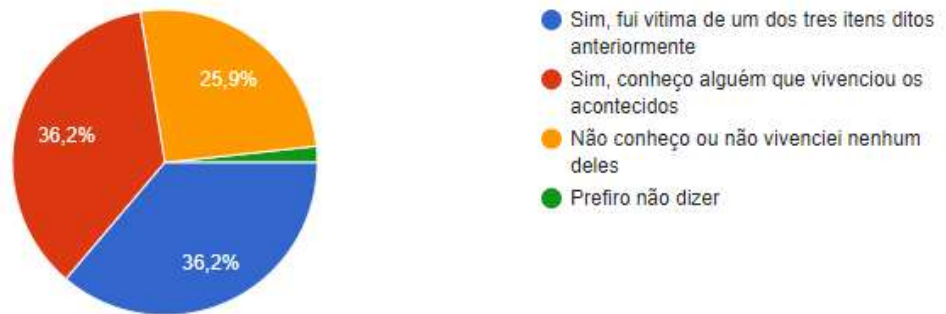 Sim, fui vitima de um dos tres itens ditos
anteriormente
Sim, conheço alguém que vivenciou os
acontecidos
Não conheço ou não vivenciei nenhum
deles
Prefiro não dizer
25,9%
36,2%
36,2%